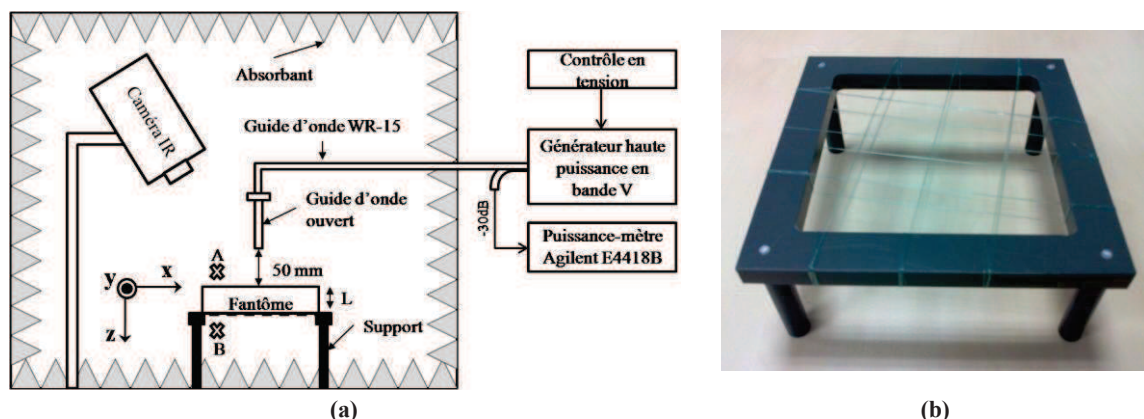 Absorbant
Caméra IR
Guide d'onde WR-15
Guide d'onde
ouvert
Contrôle en
tension
Générateur haute
puissance en
bande V
-30dB
Puissance-mètre
Agilent E4418B
A
50 mm
y
x
z
Fantôme
L
B
Support
(a)
(b)